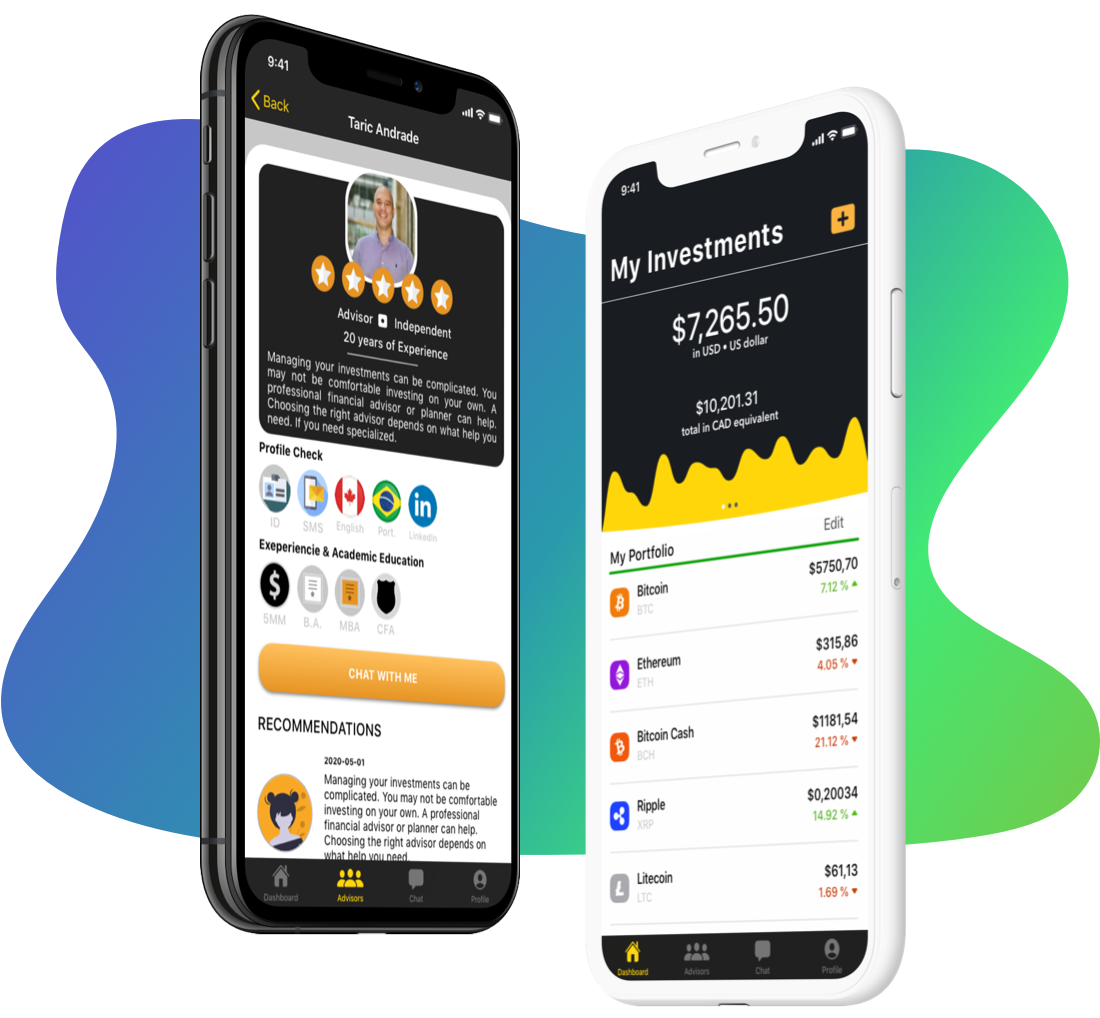 9:41
Back
Taric Andrade
Advisor Independent
20 years of Experience
Managing your investments can be complicated. You
may not be comfortable investing on your own. A
professional financial advisor or planner can help.
Choosing the right advisor depends on what help you
need. If you need specialized.
Profile Check
ID SMS English Port. LinkedIn
in
Exeperiencie & Academic Education
$
5MM B.A. MBA CFA
CHAT WITH ME
RECOMMENDATIONS
2020-05-01
Managing your investments can be
complicated. You may not be comfortable
investing on your own. A professional
financial advisor or planner can help.
Choosing the right advisor depends on
what help you need.
Dashboard Advisors Chat Profile
9:41
My Investments
+
$7,265.50
in USD • US dollar
$10,201.31
total in CAD equivalent
Edit
My Portfolio
Bitcoin $5750,70
BTC 7.12 %
Ethereum $315,86
ETH 4.05 %
Bitcoin Cash $1181,54
BCH 21.12 %
Ripple $0,20034
XRP 14.92 %
Litecoin $61,13
LTC 1.69 %
Dashboard Advisors Chat Profile